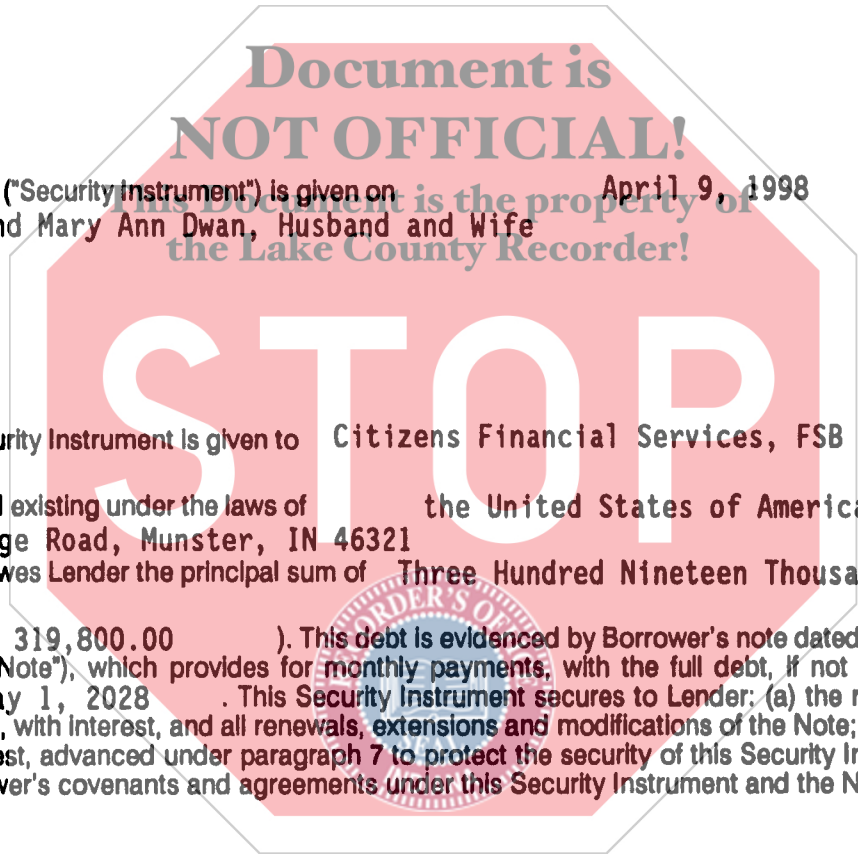 Document is
NOT OFFICIAL!
("Security Instrument") is given on April 9, 1998
This Document is the property of
nd Mary Ann Dwan, Husband and Wife
the Lake County Recorder!
STOP
urity Instrument is given to Citizens Financial Services, FSB
existing under the laws of the United States of America
ge Road, Munster, IN 46321
wes Lender the principal sum of Three Hundred Nineteen Thousa
RECORDER'S OFFICE
319,800.00 ). This debt is evidenced by Borrower's note dated
Note"), which provides for monthly payments, with the full debt, if not
ay 1, 2028 . This Security Instrument secures to Lender: (a) the r
, with interest, and all renewals, extensions and modifications of the Note;
est, advanced under paragraph 7 to protect the security of this Security In
SEAL
wer's covenants and agreements under this Security Instrument and the N
INDIANA